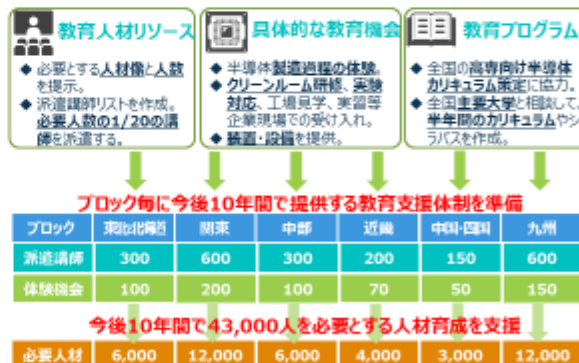 教育人材リソース
◆ 必要とする人材像と人数
を提示。
◆ 派遣講師リストを作成。
必要人数の1/20の講
師を派遣する。
具体的な教育機会
◆ 半導体製造過程の体験。
◆ クリーンルーム研修、実験
対応、工場見学、実習等
企業現場での受け入れ。
◆ 装置・設備を提供。
教育プログラム
◆ 全国の高専向け半導体
カリキュラム策定に協力。
◆ 全国主要大学と相談して、
半年間のカリキュラムやシ
ラバスを作成。
ブロック毎に今後10年間で提供する教育支援体制を準備
ブロック 東北・北海道 関東 中部 近畿 中国・四国 九州
派遣講師 300 600 300 200 150 600
体験機会 100 200 100 70 50 150
今後10年間で43,000人を必要とする人材育成を支援
必要人材 6,000 12,000 6,000 4,000 3,000 12,000